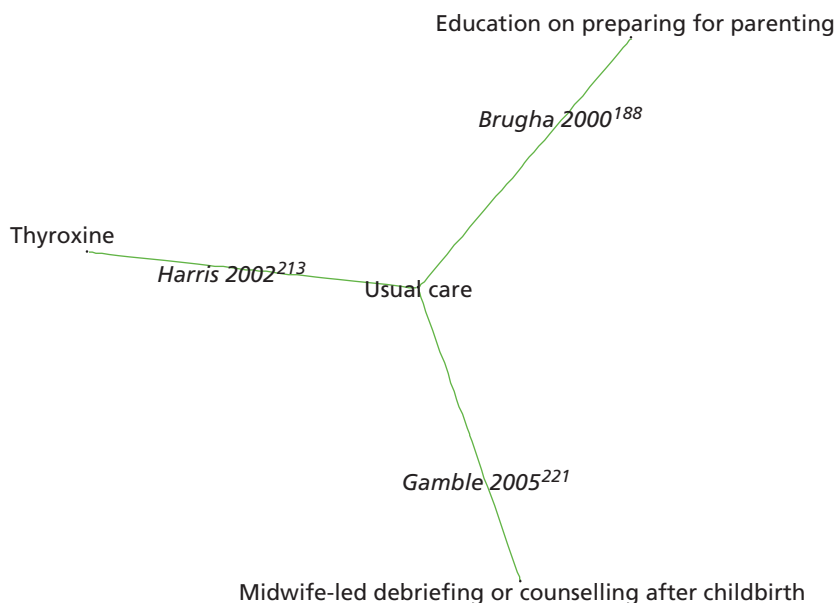 Education on preparing for parenting
Brugha 2000188
Thyroxine
Harris 2002213
Usual care
Gamble 2005221
Midwife-led debriefing or counselling after childbirth